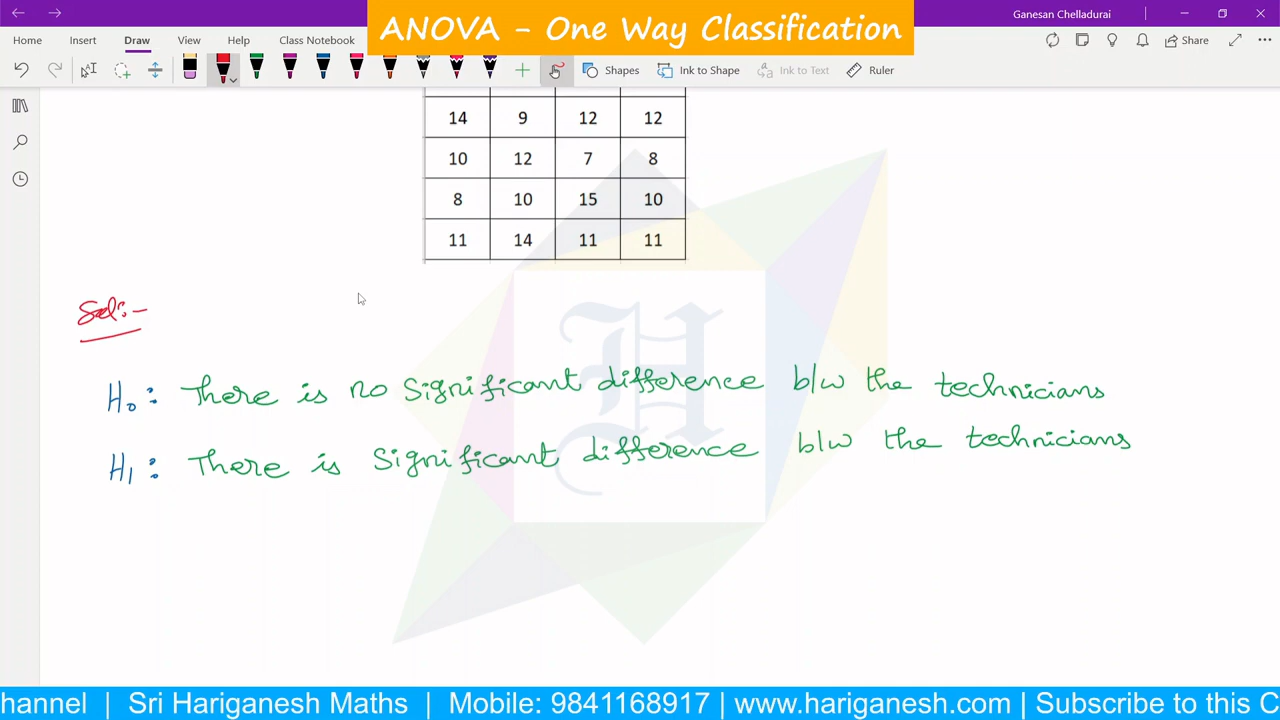 ANOVA - One Way Classification
Ganesan Chelladurai
Home Insert Draw View Help Class Notebook
Share
Shapes Ink to Shape Ink to Text Ruler
14 9 12 12
10 12 7 8
8 10 15 10
11 14 11 11
Sol:-
H₀: There is no significant difference b/w the technicians
H₁: There is significant difference b/w the technicians
H
hannel | Sri Hariganesh Maths | Mobile: 9841168917 | www.hariganesh.com | Subscribe to this C